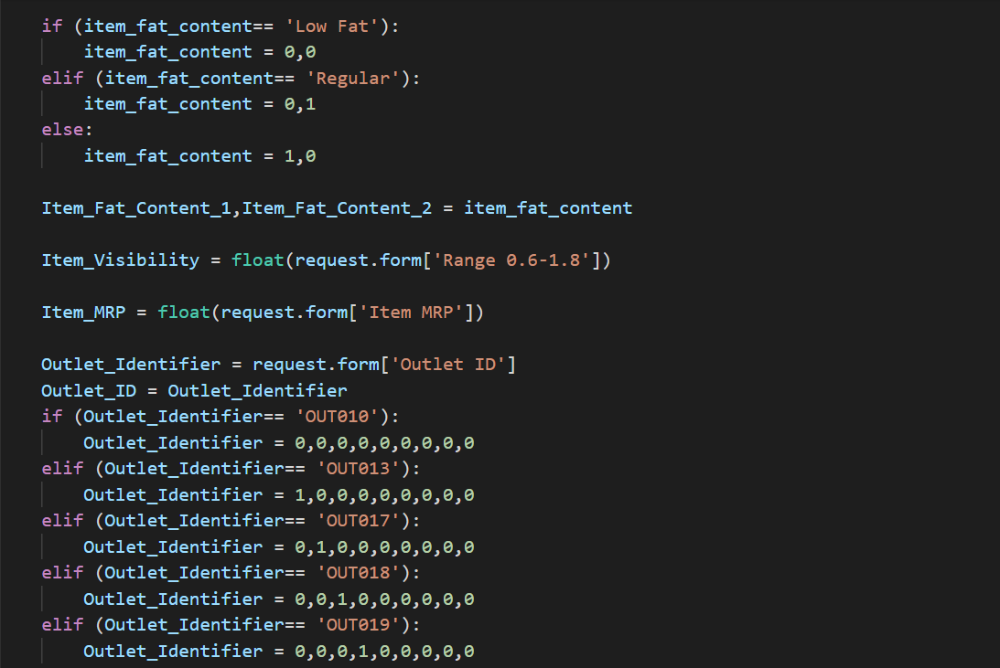 if (item_fat_content== 'Low Fat'):
    item_fat_content = 0,0
elif (item_fat_content== 'Regular'):
    item_fat_content = 0,1
else:
    item_fat_content = 1,0
Item_Fat_Content_1,Item_Fat_Content_2 = item_fat_content
Item_Visibility = float(request.form['Range 0.6-1.8'])
Item_MRP = float(request.form['Item MRP'])
Outlet_Identifier = request.form['Outlet ID']
Outlet_ID = Outlet_Identifier
if (Outlet_Identifier== 'OUT010'):
    Outlet_Identifier = 0,0,0,0,0,0,0,0,0
elif (Outlet_Identifier== 'OUT013'):
    Outlet_Identifier = 1,0,0,0,0,0,0,0,0
elif (Outlet_Identifier== 'OUT017'):
    Outlet_Identifier = 0,1,0,0,0,0,0,0,0
elif (Outlet_Identifier== 'OUT018'):
    Outlet_Identifier = 0,0,1,0,0,0,0,0,0
elif (Outlet_Identifier== 'OUT019'):
    Outlet_Identifier = 0,0,0,1,0,0,0,0,0